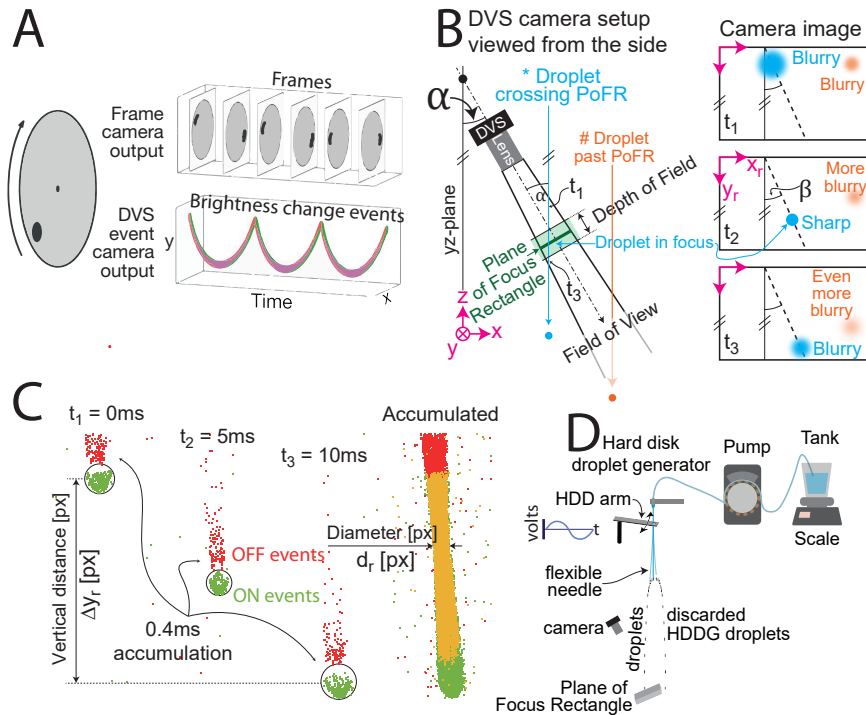 A
Frames
Frame
camera
output
Brightness change events
DVS
event
camera
output
y
Time
x
B
DVS camera setup
viewed from the side
Camera image
* Droplet
crossing PoFR
α
DVS
Lens
# Droplet
past PoFR
α
t1
Depth of Field
yz-plane
Plane
of Focus
Rectangle
Droplet in focus
t3
z
x
y
Field of View
Blurry
Blurry
t1
xr
yr
β
More
blurry
Sharp
t2
Even
more
blurry
t3
Blurry
C
t1 = 0ms
t2 = 5ms
t3 = 10ms
Accumulated
Vertical distance [px]
Δyr [px]
OFF events
ON events
0.4ms
accumulation
Diameter [px]
dr [px]
D
Hard disk
droplet generator
Pump
Tank
HDD arm
volts
t
Scale
flexible
needle
camera
droplets
discarded
HDDG droplets
Plane of
Focus Rectangle